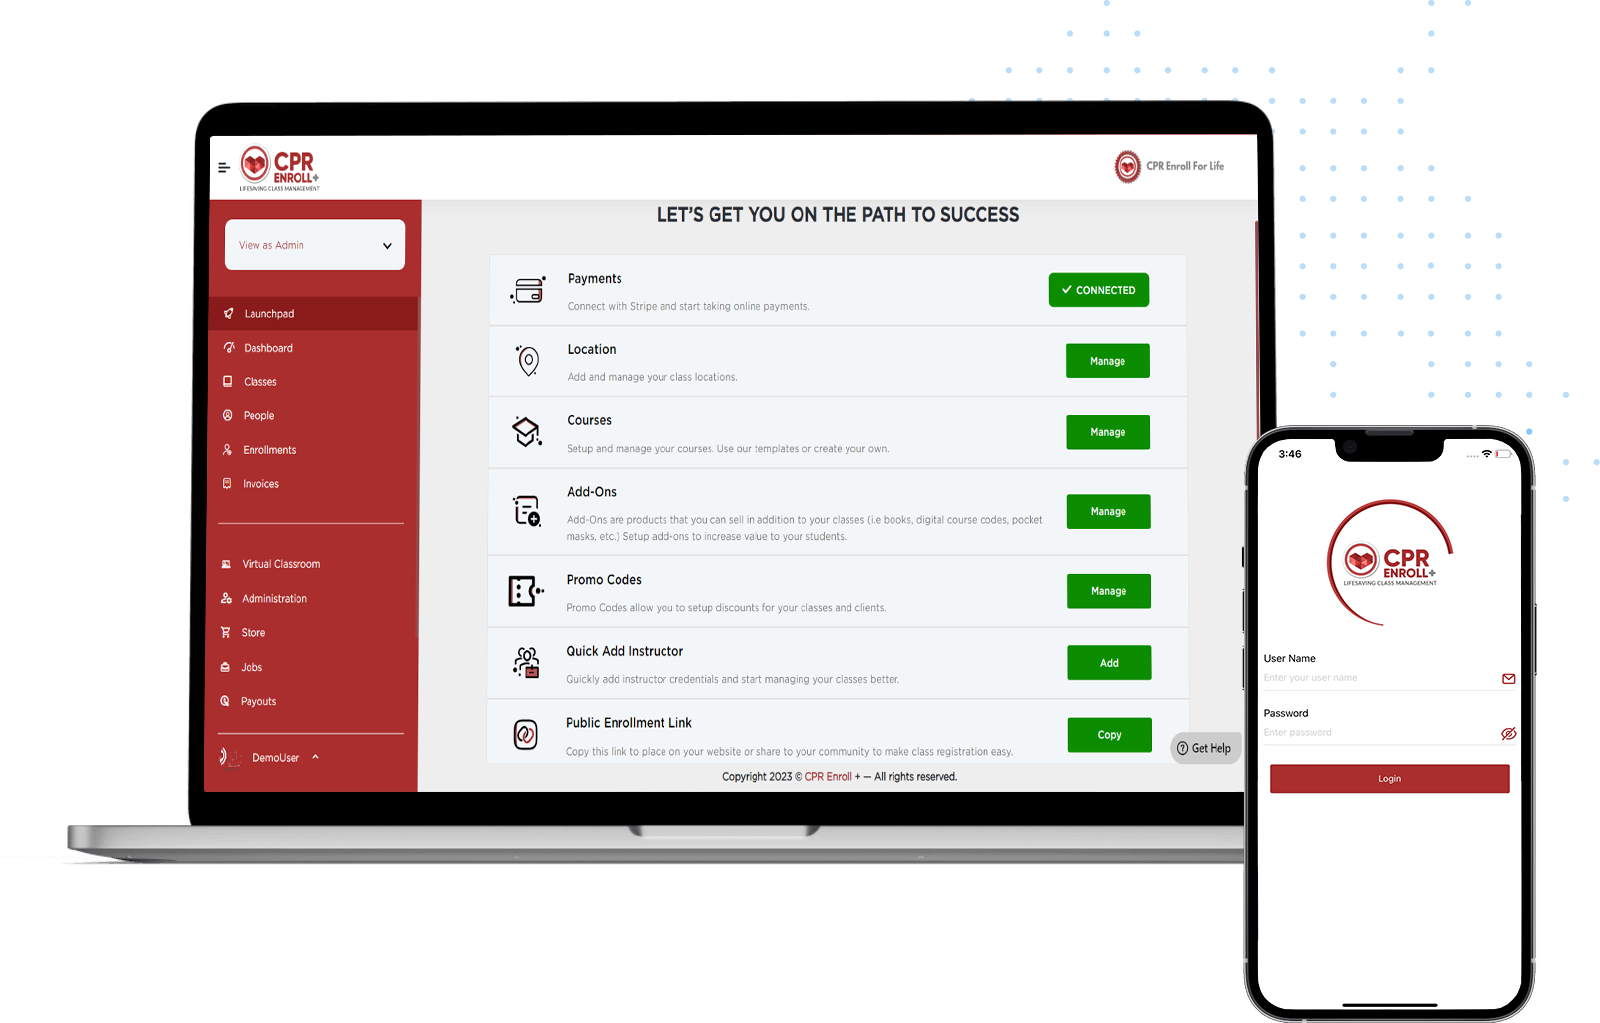 CPR
ENROLL+
LIFESAVING CLASS MANAGEMENT
CPR Enroll For Life
View as Admin
Launchpad
Dashboard
Classes
People
Enrollments
Invoices
Virtual Classroom
Administration
Store
Jobs
Payouts
DemoUser
LET'S GET YOU ON THE PATH TO SUCCESS
Payments
Connect with Stripe and start taking online payments.
CONNECTED
Location
Add and manage your class locations.
Manage
Courses
Setup and manage your courses. Use our templates or create your own.
Manage
Add-Ons
Add-Ons are products that you can sell in addition to your classes (i.e books, digital course codes, pocket
masks, etc.) Setup add-ons to increase value to your students.
Manage
Promo Codes
Promo Codes allow you to setup discounts for your classes and clients.
Manage
Quick Add Instructor
Quickly add instructor credentials and start managing your classes better.
Add
Public Enrollment Link
Copy this link to place on your website or share to your community to make class registration easy.
Copy
Get Help
Copyright 2023 © CPR Enroll + — All rights reserved.
3:46
CPR
ENROLL+
LIFESAVING CLASS MANAGEMENT
User Name
Enter your user name
Password
Enter password
Login